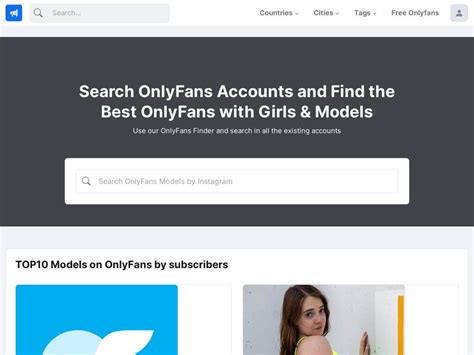 Search...
Countries
Cities
Tags
Free Onlyfans
Search OnlyFans Accounts and Find the
Best OnlyFans with Girls & Models
Use our OnlyFans Finder and search in all the existing accounts
Search OnlyFans Models by Instagram
TOP10 Models on OnlyFans by subscribers